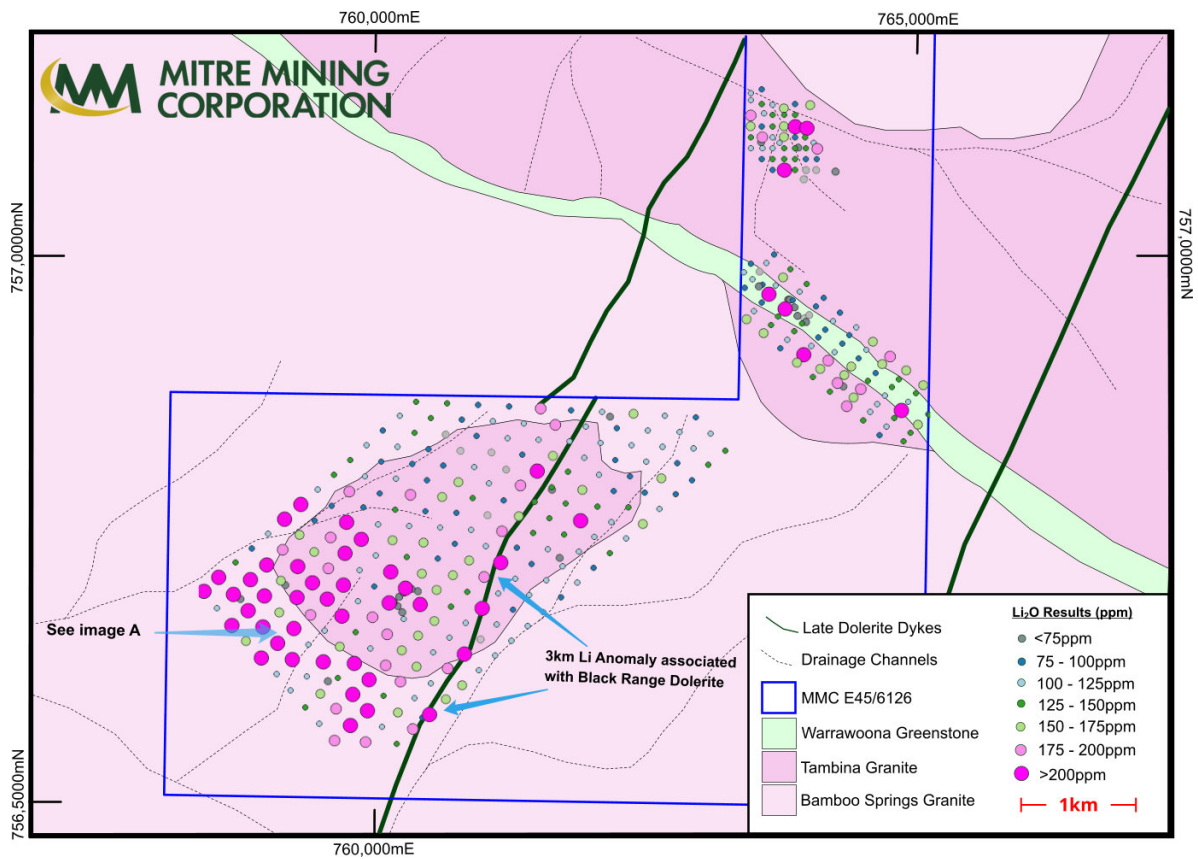 760,000mE
765,000mE
MITRE MINING
CORPORATION
757,0000mN
757,0000mN
See image A
3km Li Anomaly associated
with Black Range Dolerite
Late Dolerite Dykes
Drainage Channels
MMC E45/6126
Warrawoona Greenstone
Tambina Granite
Bamboo Springs Granite
Li₂O Results (ppm)
<75ppm
75 - 100ppm
100 - 125ppm
125 - 150ppm
150 - 175ppm
175 - 200ppm
>200ppm
1km
756,5000mN
760,000mE